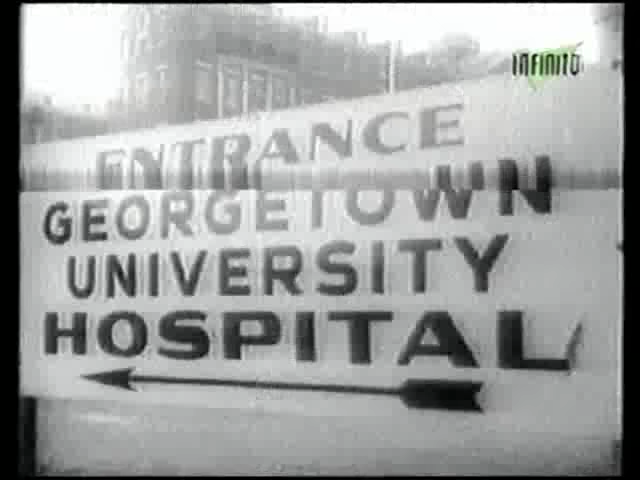 INFINITO
ENTRANCE
GEORGETOWN
UNIVERSITY
HOSPITAL